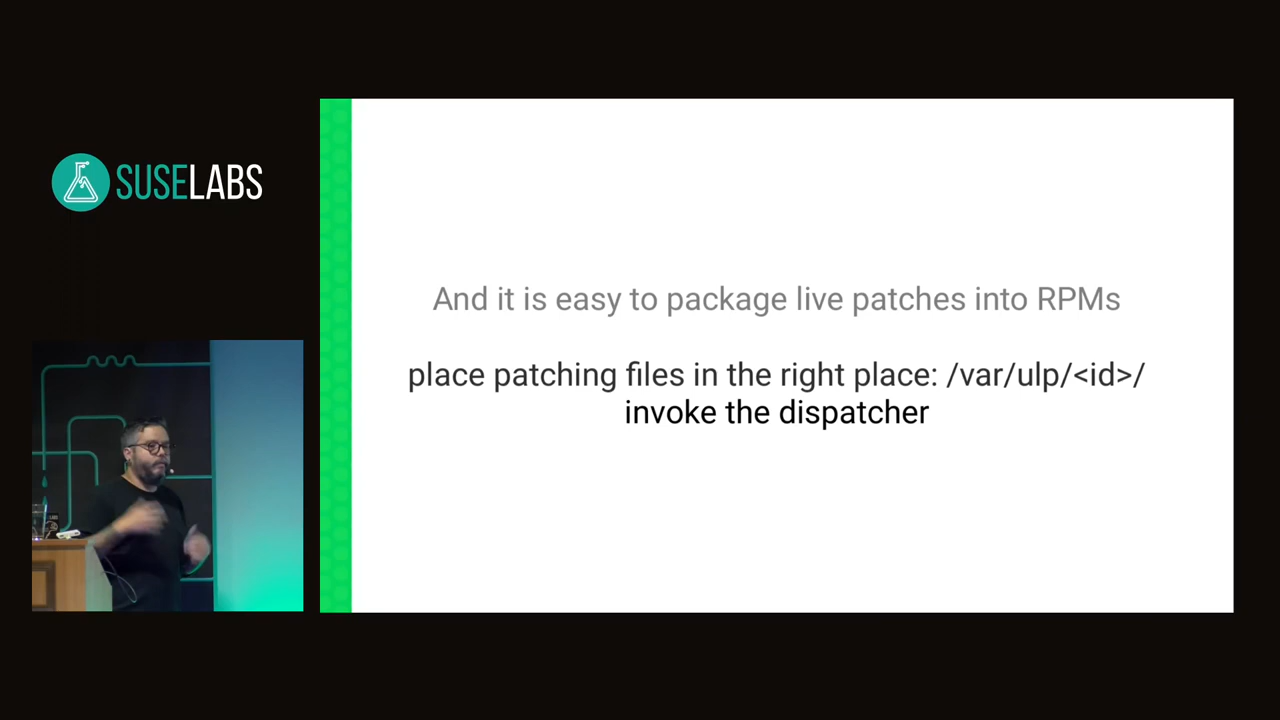 SUSELABS
And it is easy to package live patches into RPMs
place patching files in the right place: /var/ulp/<id>/
invoke the dispatcher